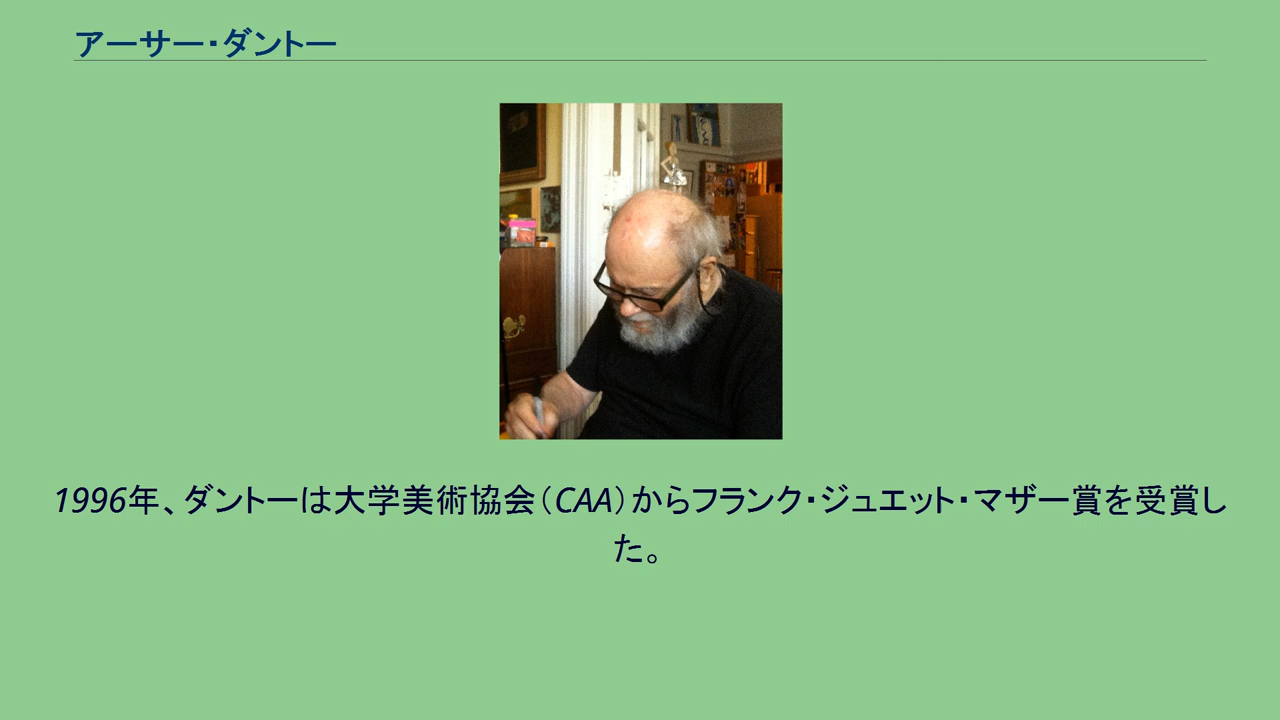 アーサー・ダントー
1996年、ダントーは大学美術協会（CAA）からフランク・ジュエット・マザー賞を受賞し
た。